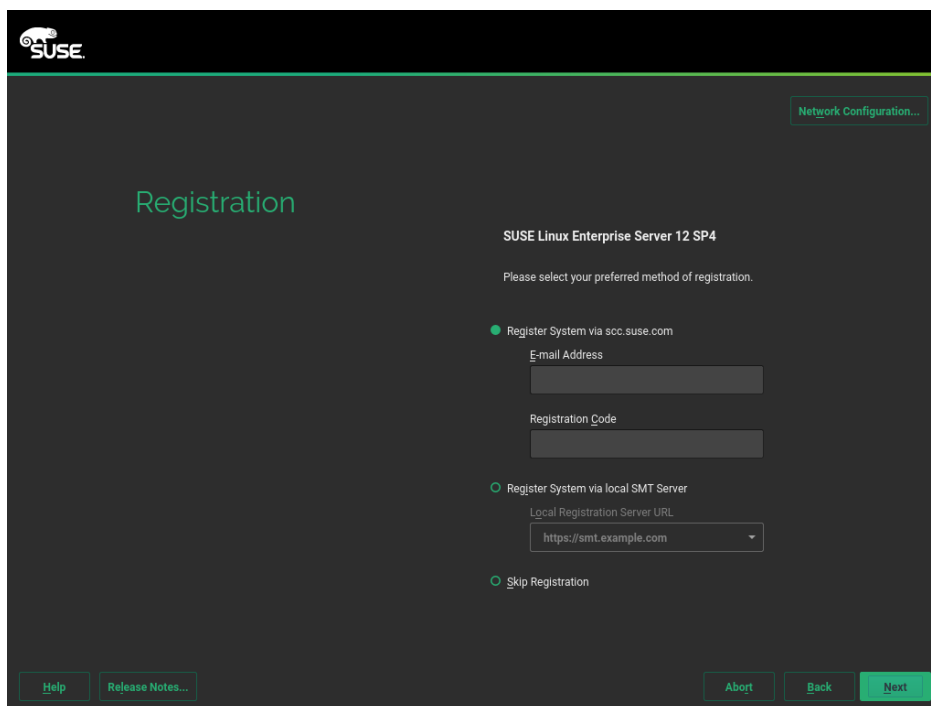 SUSE.
Network Configuration...
Registration
SUSE Linux Enterprise Server 12 SP4
Please select your preferred method of registration.
Register System via scc.suse.com
E-mail Address
Registration Code
Register System via local SMT Server
Local Registration Server URL
https://smt.example.com
Skip Registration
Help Release Notes... Abort Back Next